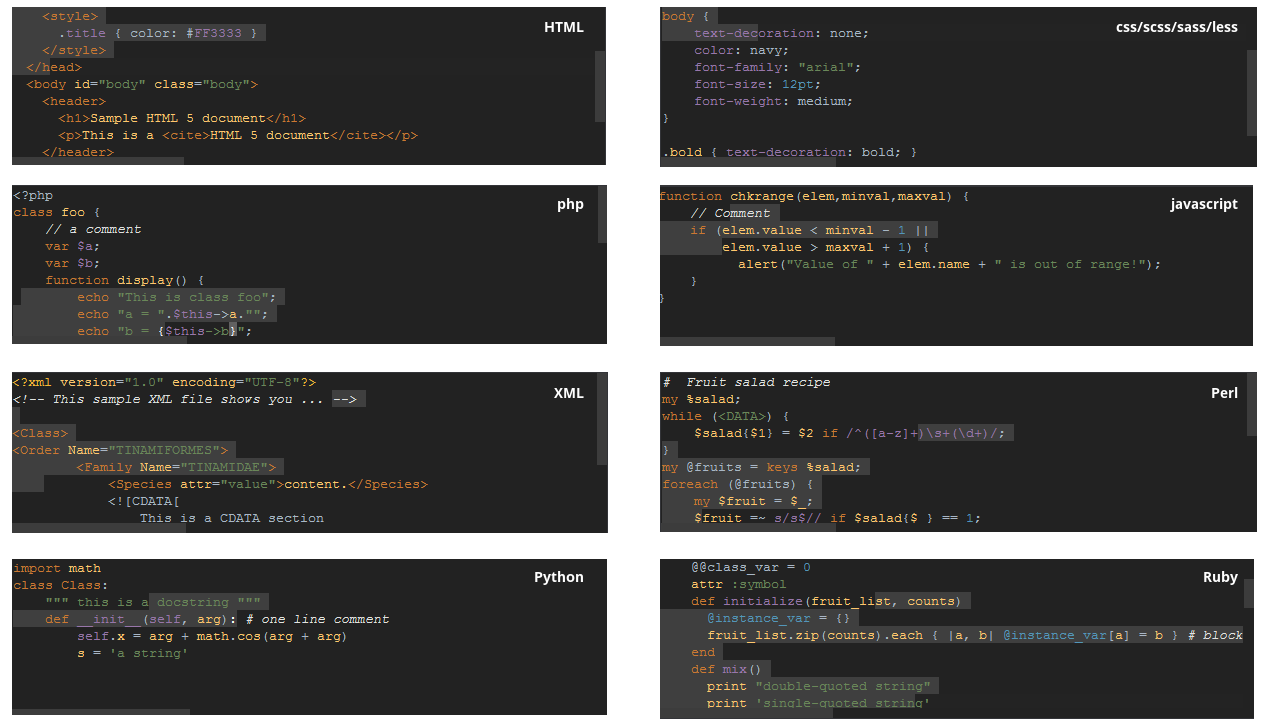 <style>
.title { color: #FF3333 }
</style>
</head>
<body id="body" class="body">
<header>
<h1>Sample HTML 5 document</h1>
<p>This is a <cite>HTML 5 document</cite></p>
</header>
HTML
body {
text-decoration: none;
color: navy;
font-family: "arial";
font-size: 12pt;
font-weight: medium;
}
.bold { text-decoration: bold; }
css/scss/sass/less
<?php
class foo {
// a comment
var $a;
var $b;
function display() {
echo "This is class foo";
echo "a = ".$this->a."";
echo "b = {$this->b}";
php
function chkrange(elem,minval,maxval) {
// Comment
if (elem.value < minval - 1 ||
elem.value > maxval + 1) {
alert("Value of " + elem.name + " is out of range!");
}
}
javascript
<?xml version="1.0" encoding="UTF-8"?>
<!-- This sample XML file shows you ... -->
<Class>
<Order Name="TINAMIFORMES">
<Family Name="TINAMIDAE">
<Species attr="value">content.</Species>
<![CDATA[
This is a CDATA section
XML
# Fruit salad recipe
my %salad;
while (<DATA>) {
$salad{$1} = $2 if /^([a-z]+)\s+(\d+)/;
}
my @fruits = keys %salad;
foreach (@fruits) {
my $fruit = $_;
$fruit =~ s/s$// if $salad{$ } == 1;
Perl
import math
class Class:
""" this is a docstring """
def __init__(self, arg): # one line comment
self.x = arg + math.cos(arg + arg)
s = 'a string'
Python
@@class_var = 0
attr :symbol
def initialize(fruit_list, counts)
@instance_var = {}
fruit_list.zip(counts).each { |a, b| @instance_var[a] = b } # block
end
def mix()
print "double-quoted string"
print 'single-quoted string'
Ruby